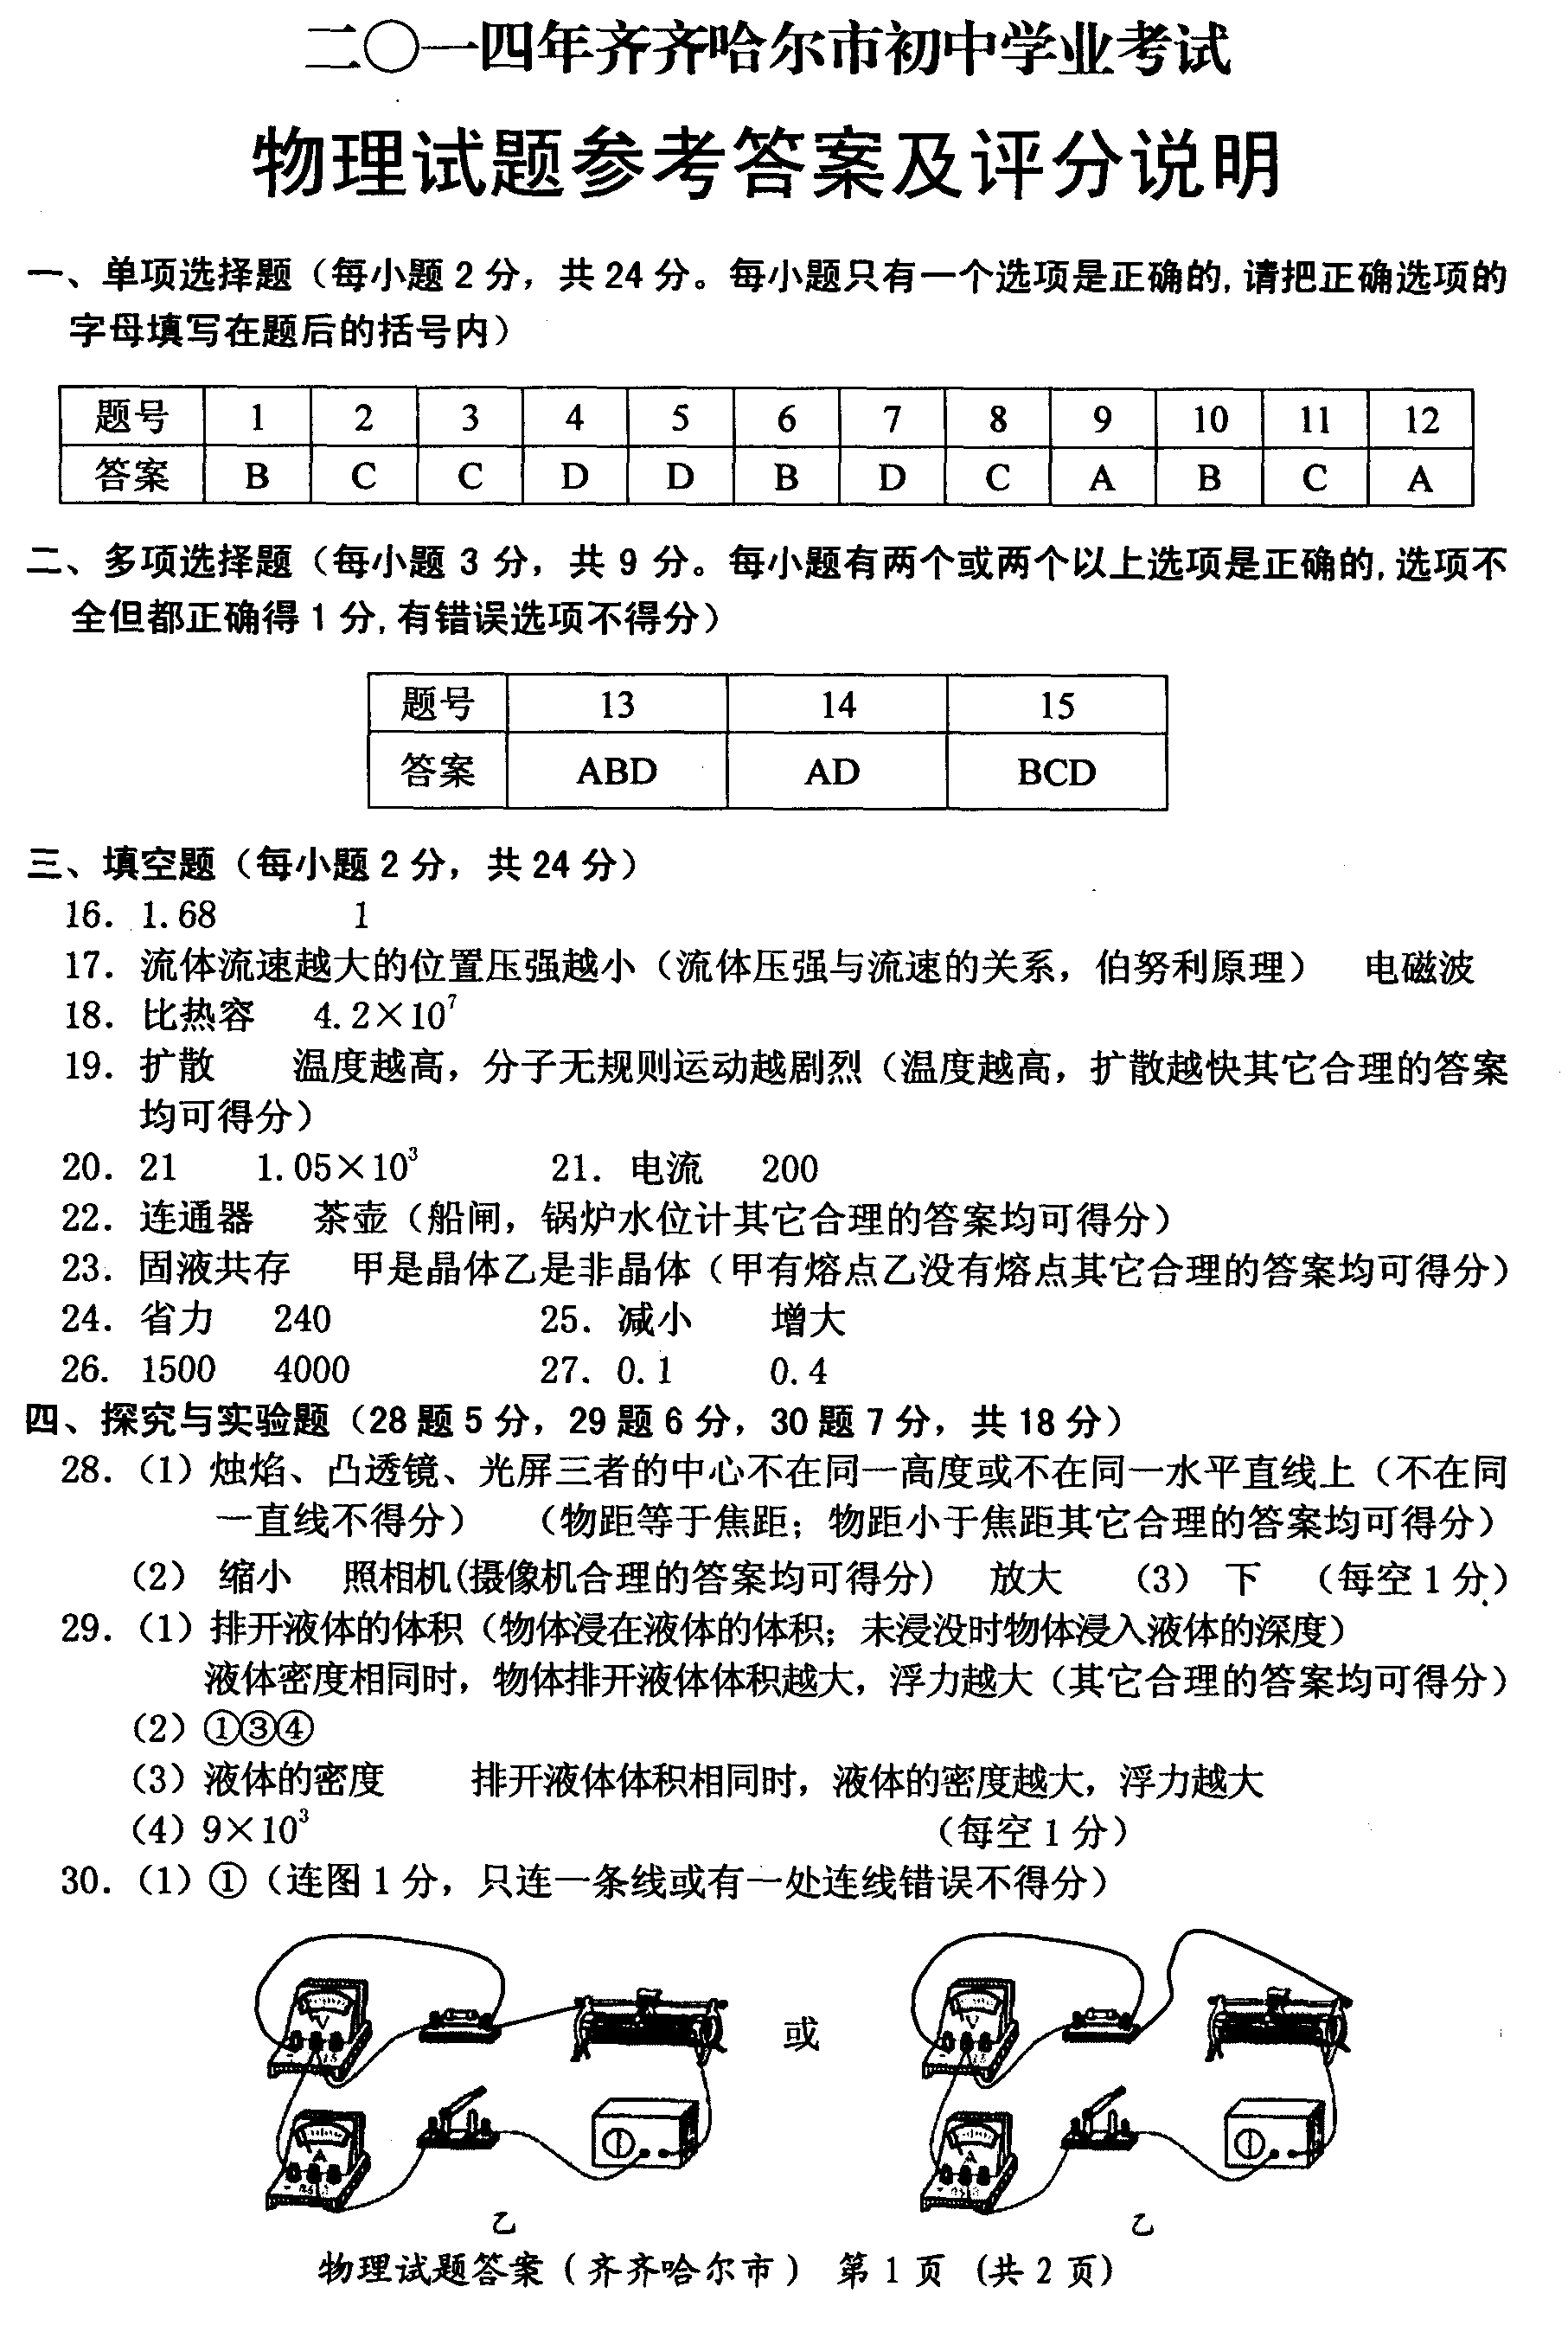 二〇一四年齐齐哈尔市初中学业考试
物理试题参考答案及评分说明
一、单项选择题（每小题 2 分，共 24 分。每小题只有一个选项是正确的,请把正确选项的
字母填写在题后的括号内）
题号 1 2 3 4 5 6 7 8 9 10 11 12
答案 B C C D D B D C A B C A
二、多项选择题（每小题 3 分，共 9 分。每小题有两个或两个以上选项是正确的,选项不
全但都正确得 1 分,有错误选项不得分）
题号 13 14 15
答案 ABD AD BCD
三、填空题（每小题 2 分，共 24 分）
16. 1.68 1
17. 流体流速越大的位置压强越小（流体压强与流速的关系，伯努利原理） 电磁波
18. 比热容 4.2×10⁷
19. 扩散 温度越高，分子无规则运动越剧烈（温度越高，扩散越快其它合理的答案
均可得分）
20. 21 1.05×10³ 21. 电流 200
22. 连通器 茶壶（船闸，锅炉水位计其它合理的答案均可得分）
23. 固液共存 甲是晶体乙是非晶体（甲有熔点乙没有熔点其它合理的答案均可得分）
24. 省力 240 25. 减小 增大
26. 1500 4000 27. 0.1 0.4
四、探究与实验题（28 题 5 分，29 题 6 分，30 题 7 分，共 18 分）
28.（1）烛焰、凸透镜、光屏三者的中心不在同一高度或不在同一水平直线上（不在同
一直线不得分） （物距等于焦距；物距小于焦距其它合理的答案均可得分）
（2） 缩小 照相机(摄像机合理的答案均可得分) 放大 （3） 下 （每空 1 分）
29.（1）排开液体的体积（物体浸在液体的体积；未浸没时物体浸入液体的深度）
液体密度相同时，物体排开液体体积越大，浮力越大（其它合理的答案均可得分）
（2）①③④
（3）液体的密度 排开液体体积相同时，液体的密度越大，浮力越大
（4）9×10³ （每空 1 分）
30.（1）①（连图 1 分，只连一条线或有一处连线错误不得分）
V V
或
A A
乙 乙
物理试题答案（齐齐哈尔市） 第 1 页 (共 2 页)